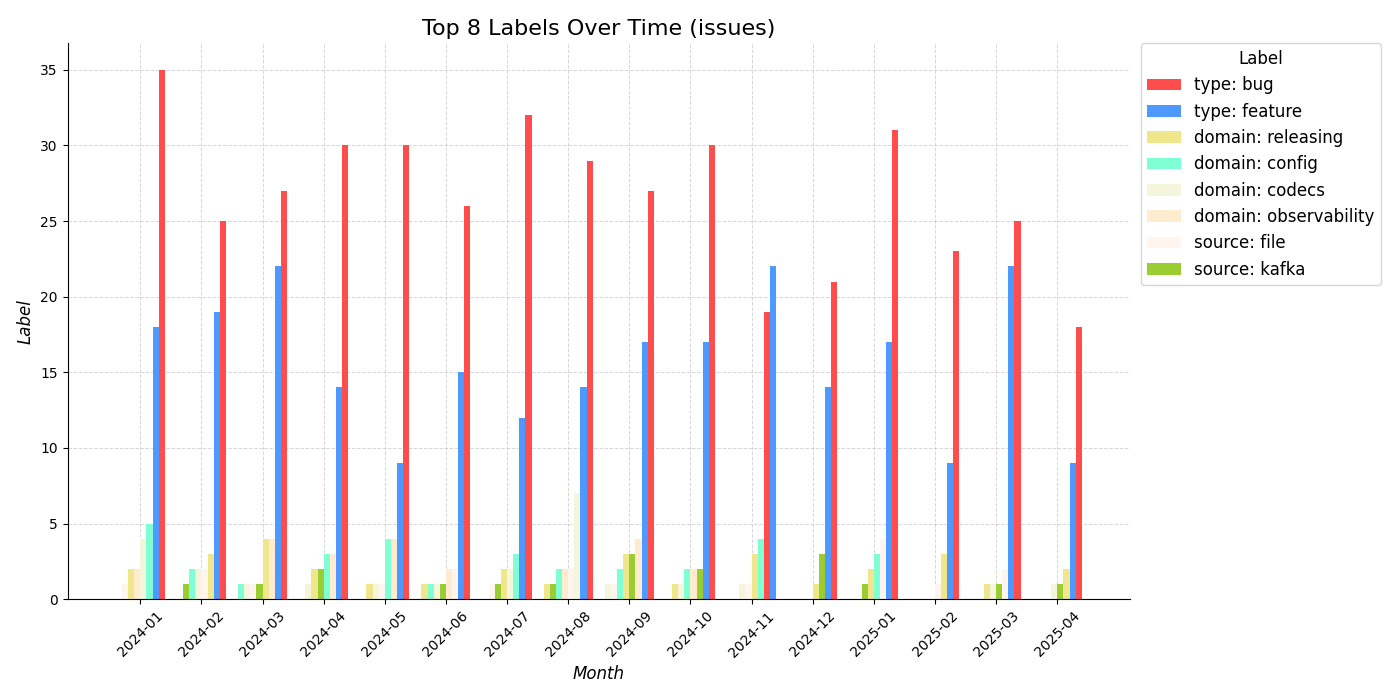 Top 8 Labels Over Time (issues)
Label
type: bug
type: feature
domain: releasing
domain: config
domain: codecs
domain: observability
source: file
source: kafka
Label
35
30
25
20
15
10
5
0
2024-01
2024-02
2024-03
2024-04
2024-05
2024-06
2024-07
2024-08
2024-09
2024-10
2024-11
2024-12
2025-01
2025-02
2025-03
2025-04
Month